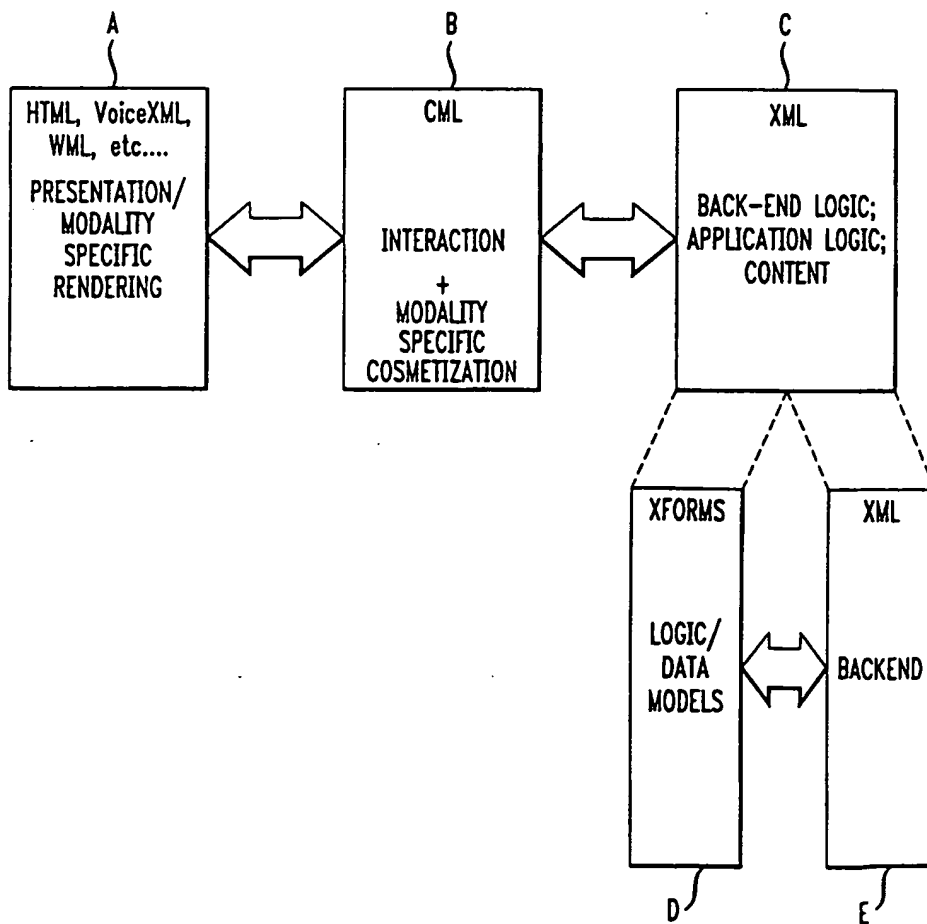 A
B
C
HTML, VoiceXML,
WML, etc....
PRESENTATION/
MODALITY
SPECIFIC
RENDERING
CML
INTERACTION
+
MODALITY
SPECIFIC
COSMETIZATION
XML
BACK-END LOGIC;
APPLICATION LOGIC;
CONTENT
XFORMS
LOGIC/
DATA
MODELS
XML
BACKEND
D
E